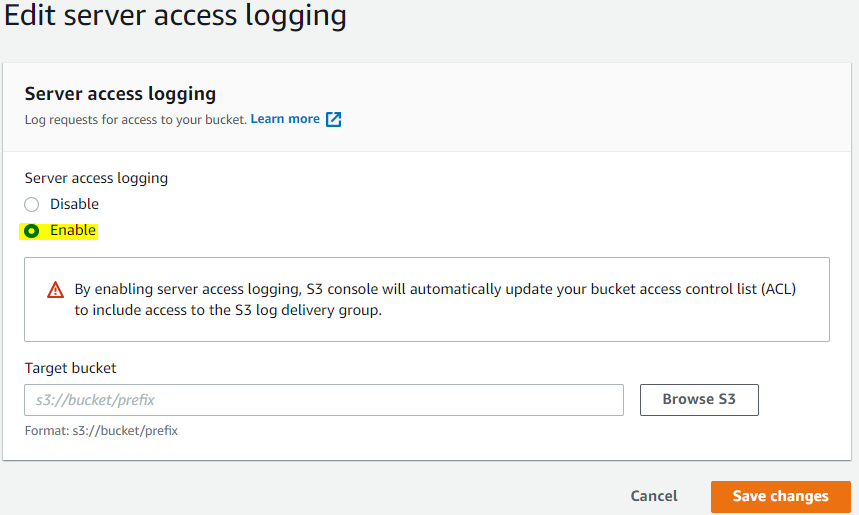 Edit server access logging
Server access logging
Log requests for access to your bucket. Learn more
Server access logging
Disable
Enable
By enabling server access logging, S3 console will automatically update your bucket access control list (ACL)
to include access to the S3 log delivery group.
Target bucket
s3://bucket/prefix
Browse S3
Format: s3://bucket/prefix
Cancel
Save changes